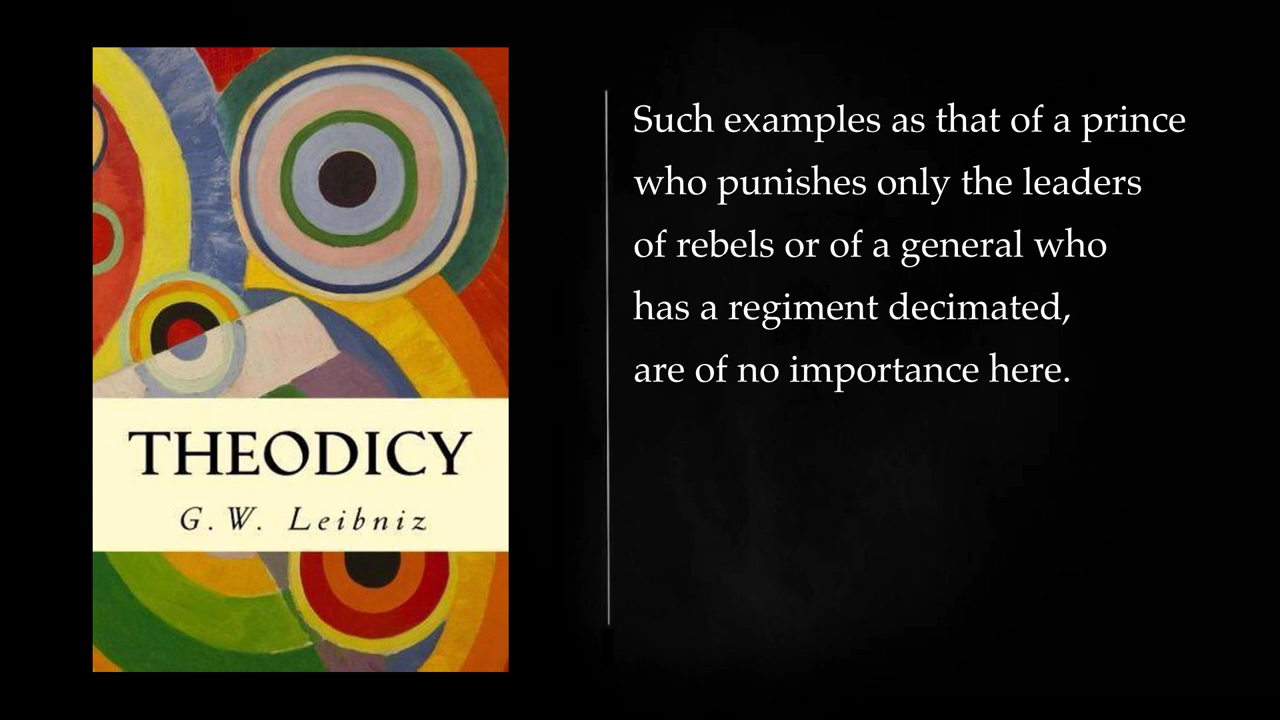 THEODICY
G. W. Leibniz
Such examples as that of a prince
who punishes only the leaders
of rebels or of a general who
has a regiment decimated,
are of no importance here.